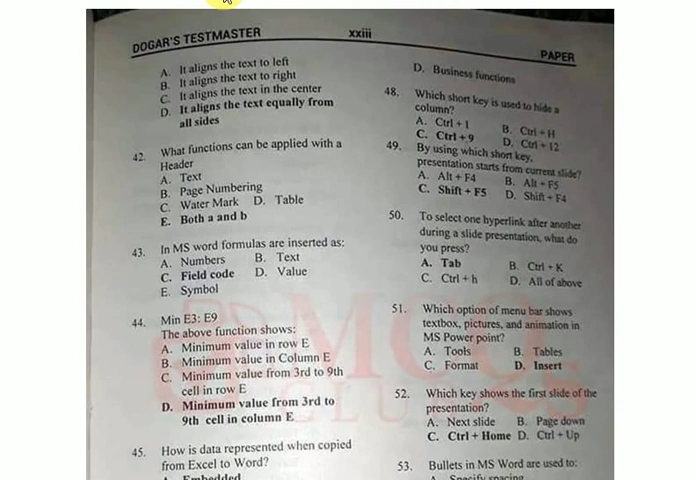 DOGAR'S TESTMASTER
xxiii
PAPER
A. It aligns the text to left
B. It aligns the text to right
C. It aligns the text in the center
D. It aligns the text equally from
all sides
42. What functions can be applied with a
Header
A. Text
B. Page Numbering
C. Water Mark D. Table
E. Both a and b
43. In MS word formulas are inserted as:
A. Numbers B. Text
C. Field code D. Value
E. Symbol
44. Min E3: E9
The above function shows:
A. Minimum value in row E
B. Minimum value in Column E
C. Minimum value from 3rd to 9th
cell in row E
D. Minimum value from 3rd to
9th cell in column E
45. How is data represented when copied
from Excel to Word?
A. Embedded
D. Business functions
48. Which short key is used to hide a
column?
A. Ctrl + 1 B. Ctrl + H
C. Ctrl + 9 D. Ctrl + 12
49. By using which short key,
presentation starts from current slide?
A. Alt + F4 B. Alt + F5
C. Shift + F5 D. Shift + F4
50. To select one hyperlink after another
during a slide presentation, what do
you press?
A. Tab B. Ctrl + K
C. Ctrl + h D. All of above
51. Which option of menu bar shows
textbox, pictures, and animation in
MS Power point?
A. Tools B. Tables
C. Format D. Insert
52. Which key shows the first slide of the
presentation?
A. Next slide B. Page down
C. Ctrl + Home D. Ctrl + Up
53. Bullets in MS Word are used to:
A. Specify spacing
MCQs
CLUB